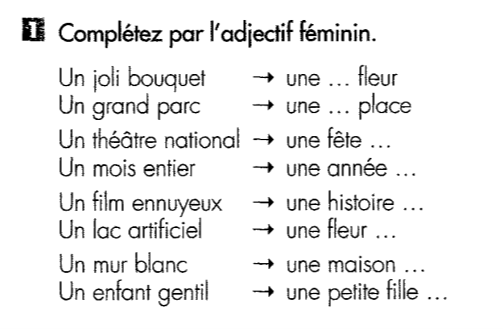 1 Complétez par l'adjectif féminin.
Un joli bouquet → une ... fleur
Un grand parc → une ... place
Un théâtre national → une fête ...
Un mois entier → une année ...
Un film ennuyeux → une histoire ...
Un lac artificiel → une fleur ...
Un mur blanc → une maison ...
Un enfant gentil → une petite fille ...